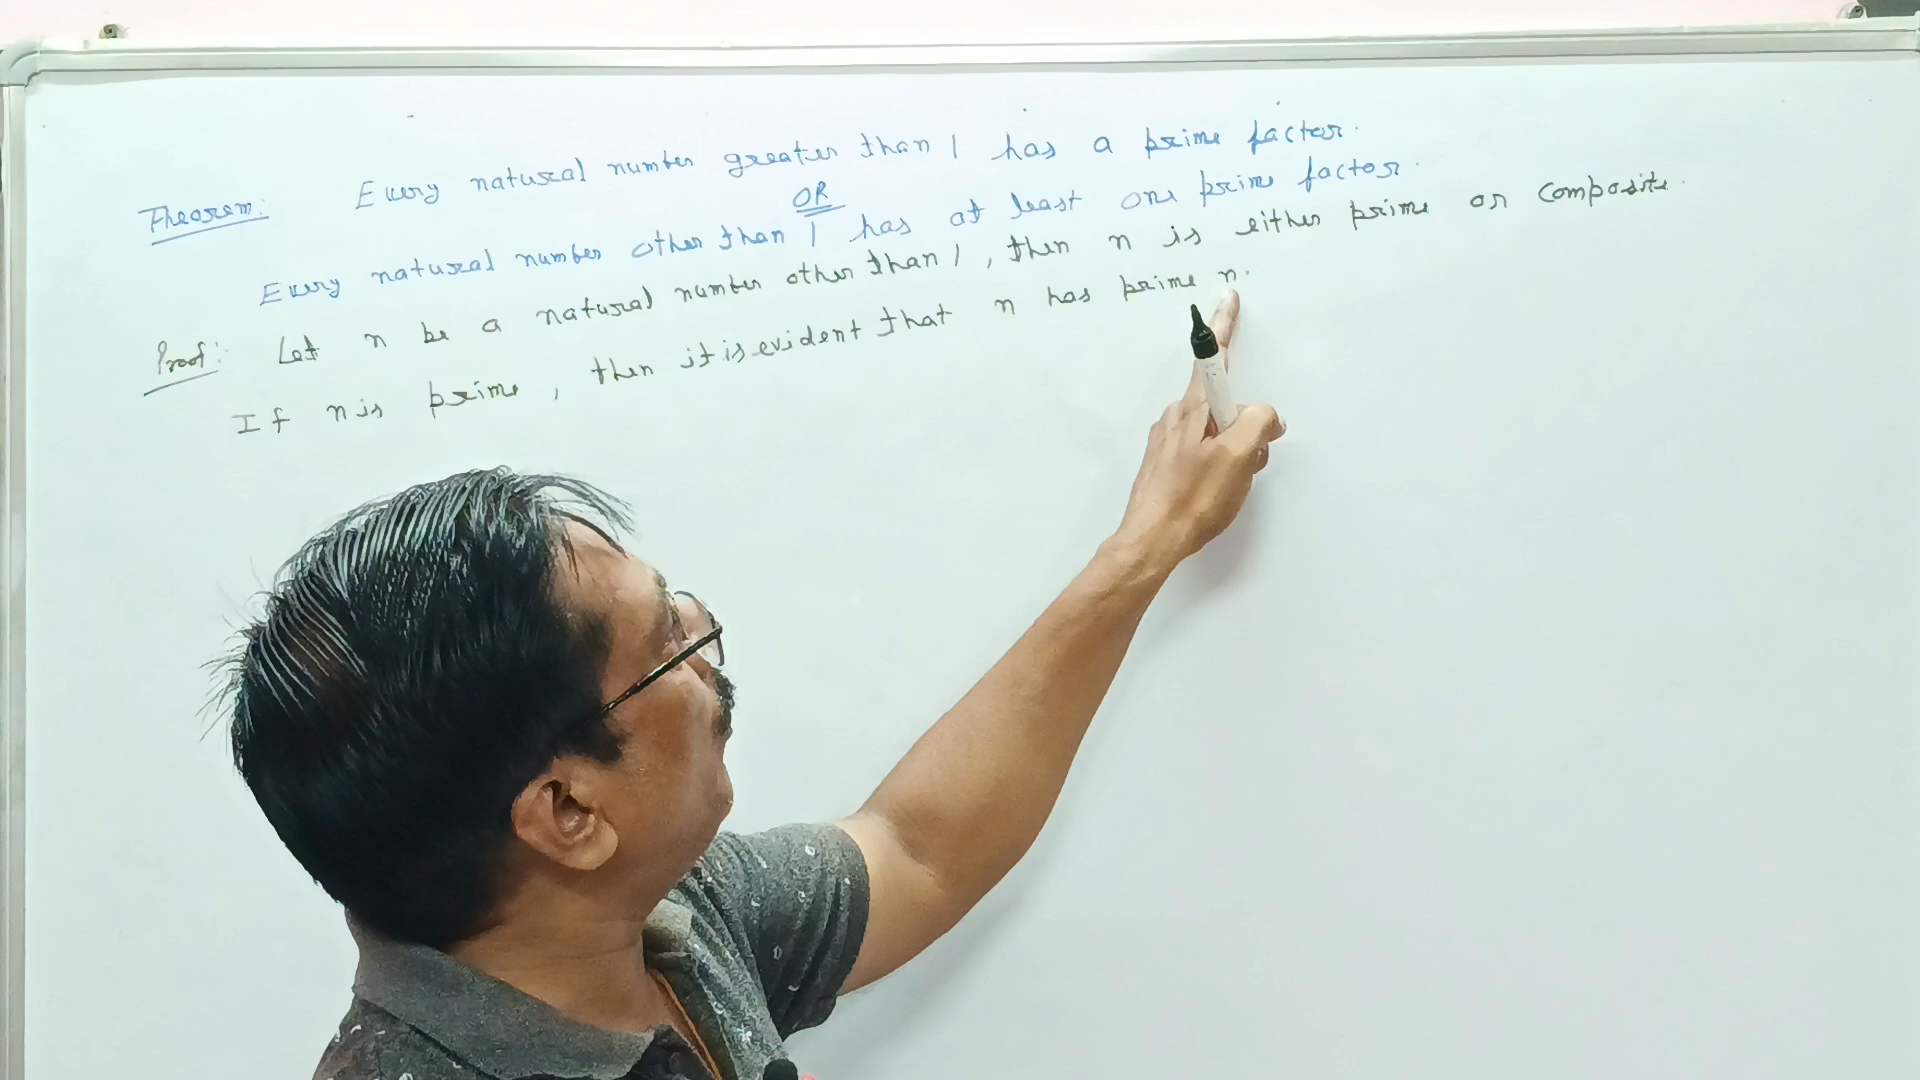 Theorem: Every natural number greater than 1 has a prime factor.
OR
Every natural number other than 1 has at least one prime factor.
Proof: Let n be a natural number other than 1, then n is either prime or composite.
If n is prime, then it is evident that n has prime n.